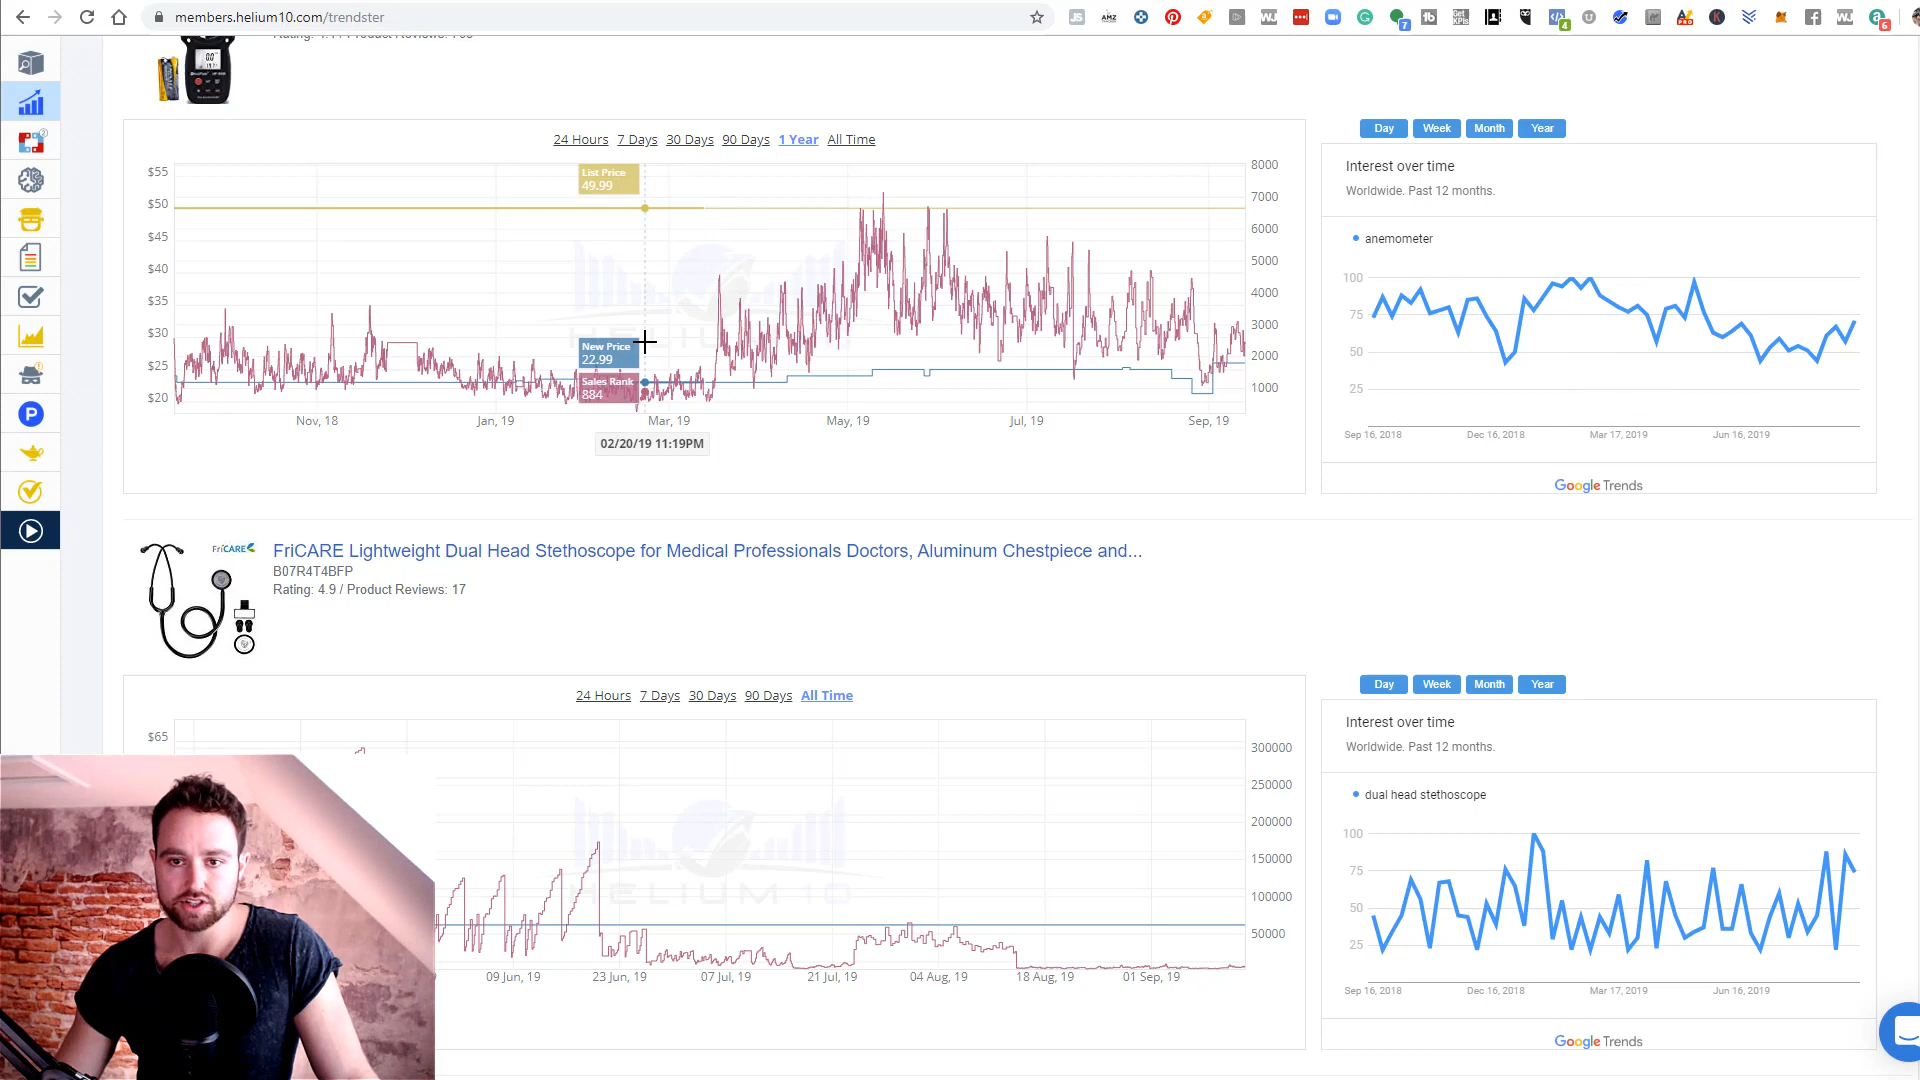 members.helium10.com/trendster
24 Hours 7 Days 30 Days 90 Days 1 Year All Time
$55
$50
$45
$40
$35
$30
$25
$20
8000
7000
6000
5000
4000
3000
2000
1000
List Price
49.99
New Price
22.99
Sales Rank
884
HELIUM 10
Nov, 18
Jan, 19
Mar, 19
May, 19
Jul, 19
Sep, 19
02/20/19 11:19PM
Day Week Month Year
Interest over time
Worldwide. Past 12 months.
anemometer
100
75
50
25
Sep 16, 2018
Dec 16, 2018
Mar 17, 2019
Jun 16, 2019
Google Trends
FriCARE
FriCARE Lightweight Dual Head Stethoscope for Medical Professionals Doctors, Aluminum Chestpiece and...
B07R4T4BFP
Rating: 4.9 / Product Reviews: 17
24 Hours 7 Days 30 Days 90 Days All Time
$65
300000
250000
200000
150000
100000
50000
HELIUM 10
09 Jun, 19
23 Jun, 19
07 Jul, 19
21 Jul, 19
04 Aug, 19
18 Aug, 19
01 Sep, 19
Day Week Month Year
Interest over time
Worldwide. Past 12 months.
dual head stethoscope
100
75
50
25
Sep 16, 2018
Dec 16, 2018
Mar 17, 2019
Jun 16, 2019
Google Trends